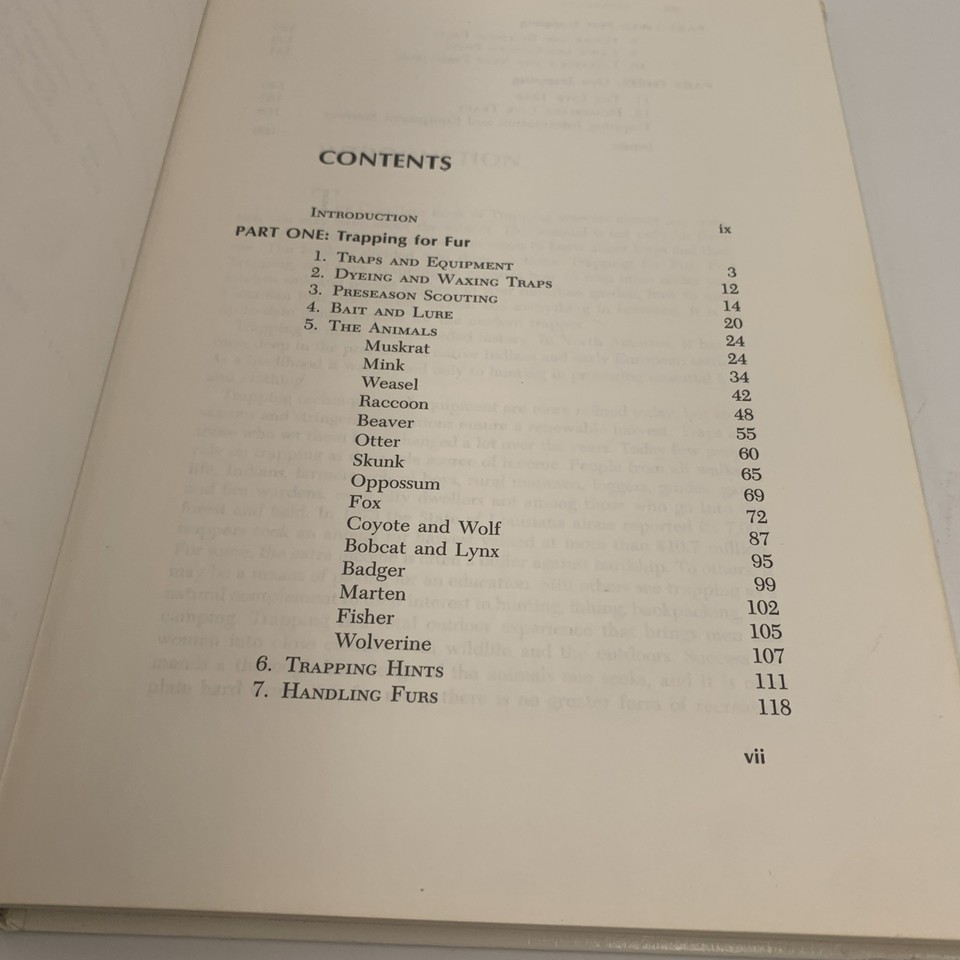 CONTENTS
INTRODUCTION ix
PART ONE: Trapping for Fur
1. TRAPS AND EQUIPMENT 3
2. DYEING AND WAXING TRAPS 12
3. PRESEASON SCOUTING 14
4. BAIT AND LURE 20
5. THE ANIMALS 24
Muskrat 24
Mink 34
Weasel 42
Raccoon 48
Beaver 55
Otter 60
Skunk 65
Oppossum 69
Fox 72
Coyote and Wolf 87
Bobcat and Lynx 95
Badger 99
Marten 102
Fisher 105
Wolverine 107
6. TRAPPING HINTS 111
7. HANDLING FURS 118
vii